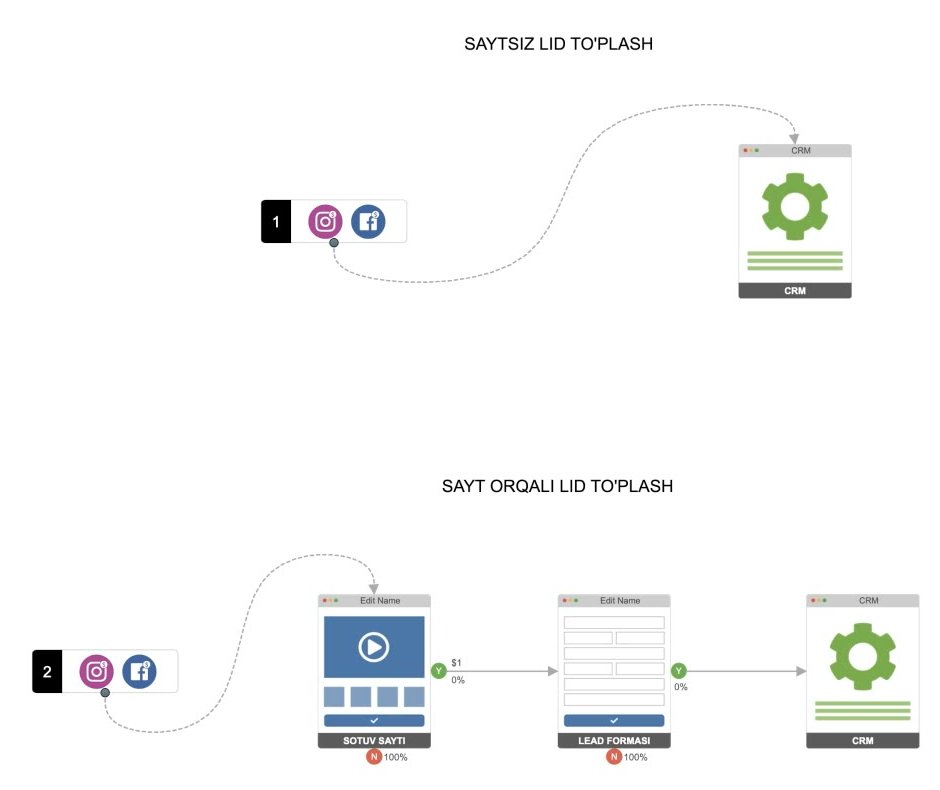 SAYTSIZ LID TO'PLASH
CRM
1
CRM
SAYT ORQALI LID TO'PLASH
Edit Name
Edit Name
CRM
2
Y
$1
0%
Y
0%
SOTUV SAYTI
LEAD FORMASI
CRM
N 100%
N 100%